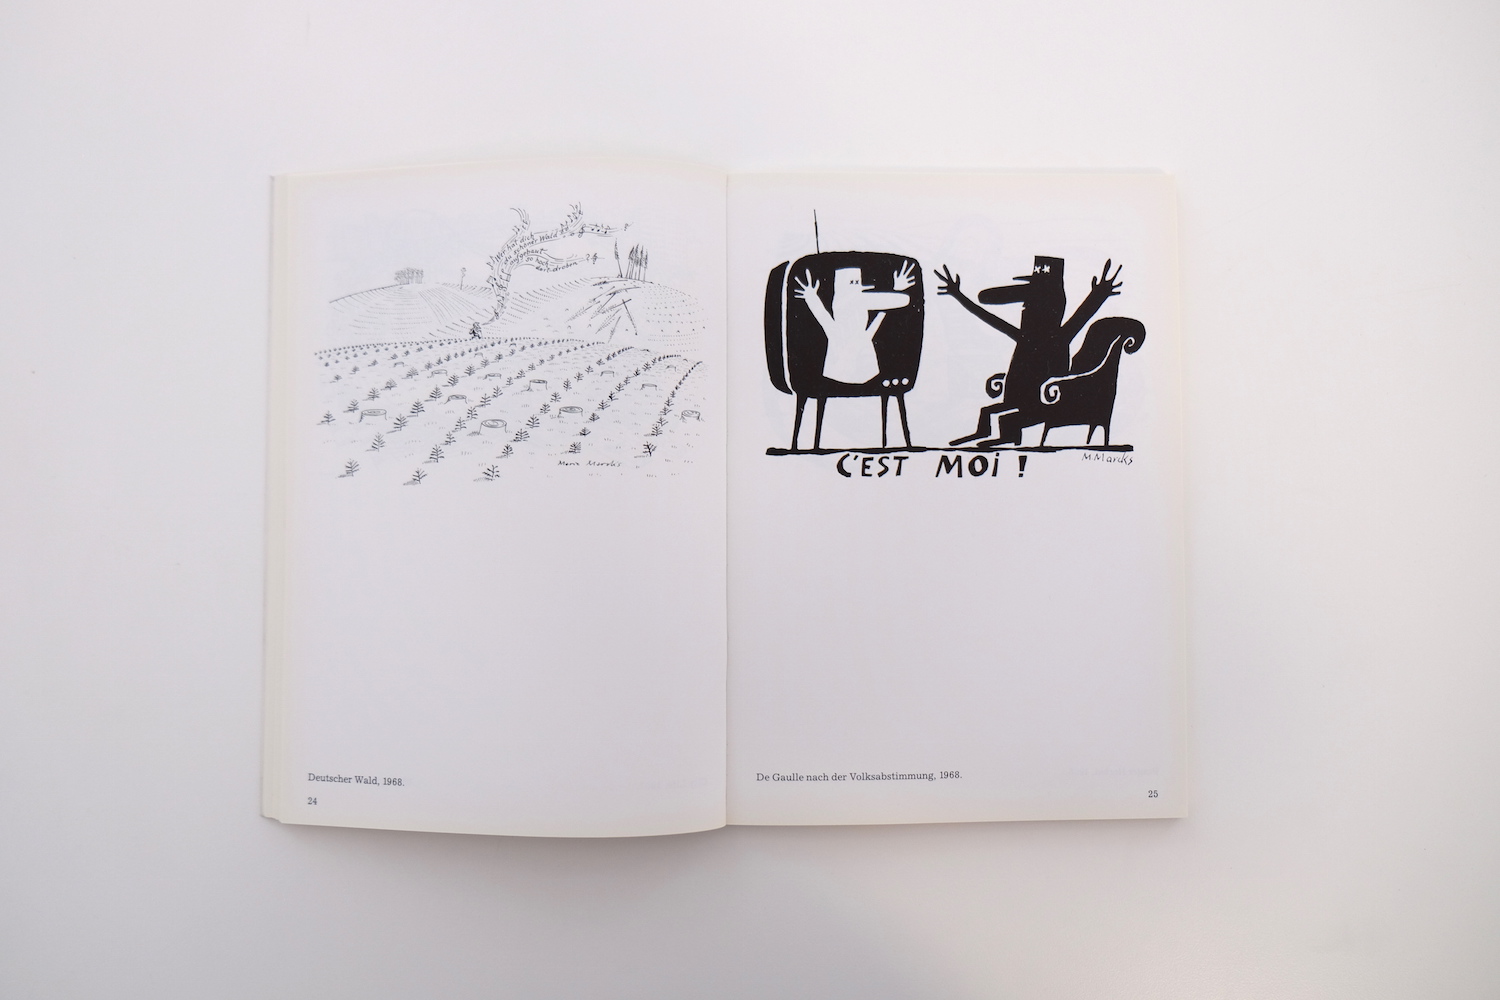 Wer hat dich
du schöner Wald
aufgebaut
so hoch
dort droben
Marie Marcks
Deutscher Wald, 1968.
24
C'EST MOi !
M. Marcks
De Gaulle nach der Volksabstimmung, 1968.
25